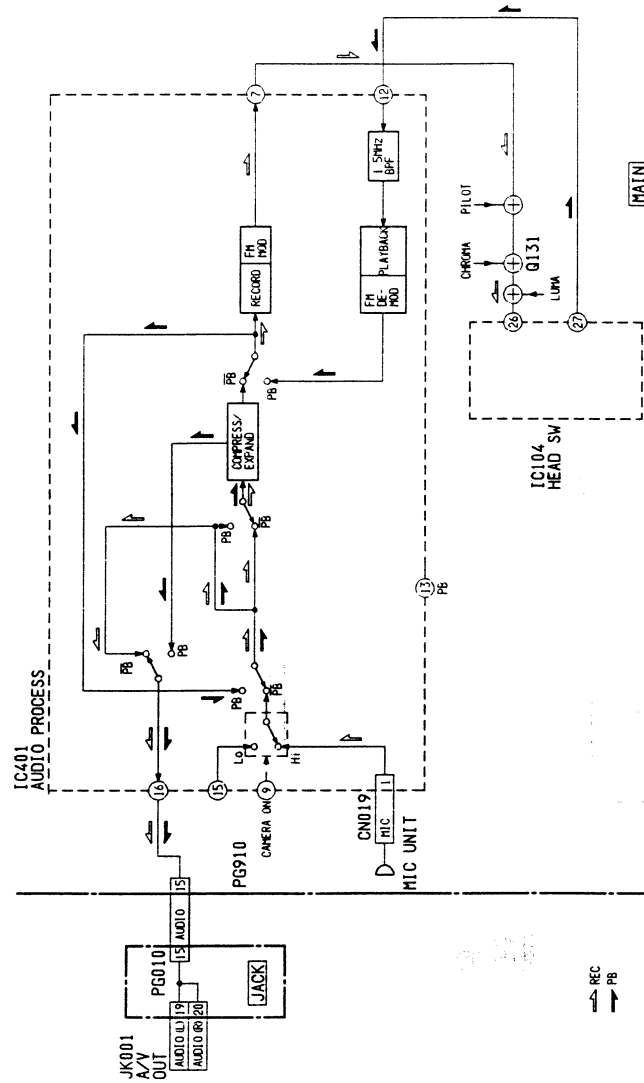 IC401
AUDIO PROCESS
JK001
A/V
OUT
AUDIO (L) 19
AUDIO (R) 20
PG010
15 AUDIO 15
JACK
PG910
16
15
9
CAMERA ON
Lo
Hi
CN019
MIC 1
MIC UNIT
PB
PB
PB
PB
PB
PB
COMPRESS/
EXPAND
PB
PB
RECORD
FM
MOD
7
FM
DE-
MOD
PLAYBACK
1.5MHz
BPF
12
13
PB
IC104
HEAD SW
26
27
LUMA
CHROMA
Q131
PILOT
MAIN
REC
PB